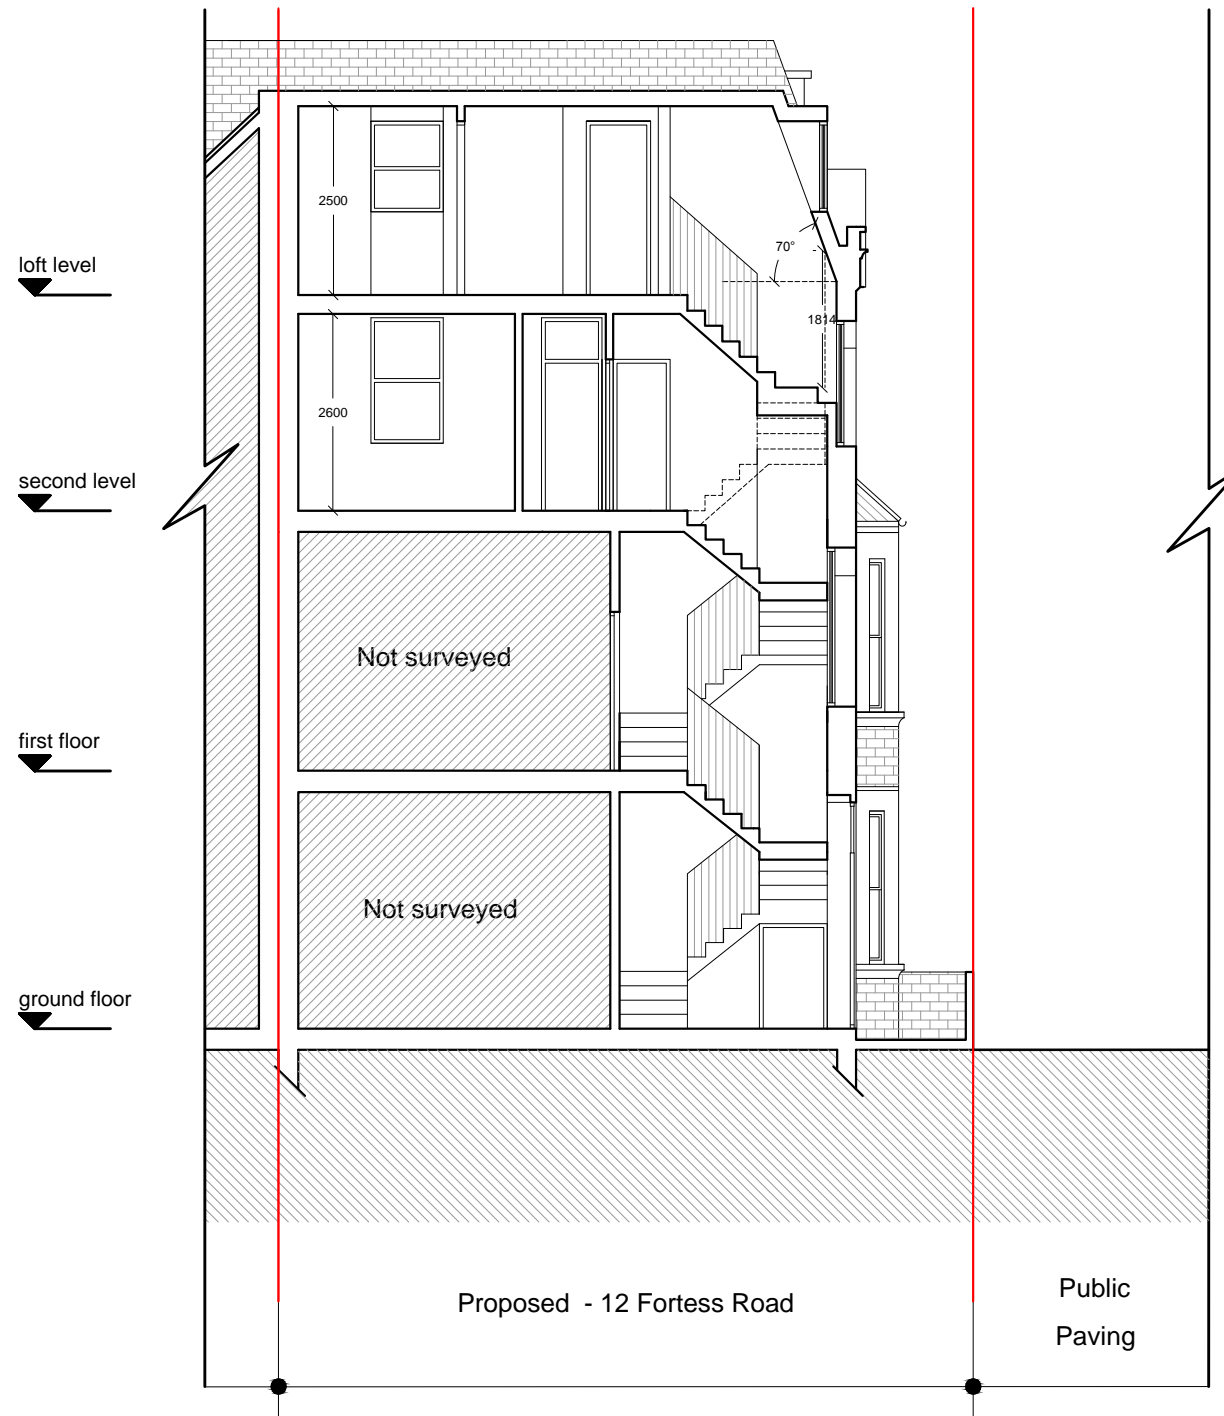 2500
70°
loft level
1814
2600
second level
Not surveyed
first floor
Not surveyed
ground floor
Proposed - 12 Fortess Road
Public
Paving